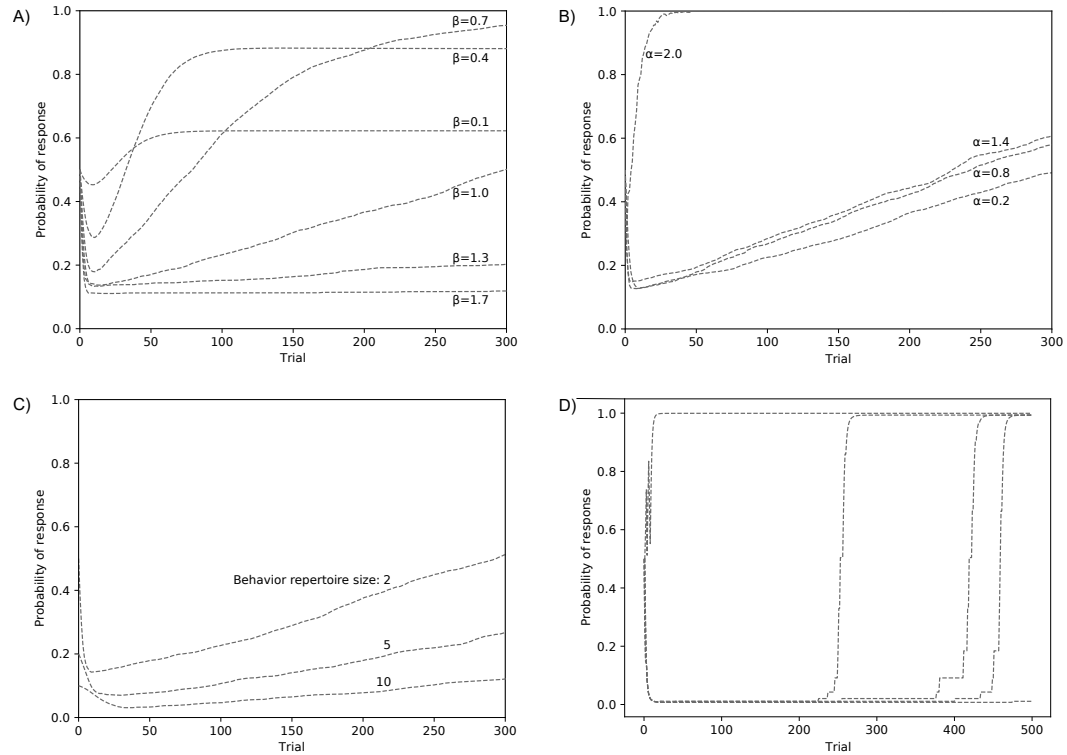 A)
1.0
0.8
0.6
0.4
0.2
0.0
Probability of response
β=0.7
β=0.4
β=0.1
β=1.0
β=1.3
β=1.7
0 50 100 150 200 250 300
Trial
B)
1.0
0.8
0.6
0.4
0.2
0.0
Probability of response
α=2.0
α=1.4
α=0.8
α=0.2
0 50 100 150 200 250 300
Trial
C)
1.0
0.8
0.6
0.4
0.2
0.0
Probability of response
Behavior repertoire size: 2
5
10
0 50 100 150 200 250 300
Trial
D)
1.0
0.8
0.6
0.4
0.2
0.0
Probability of response
0 100 200 300 400 500
Trial